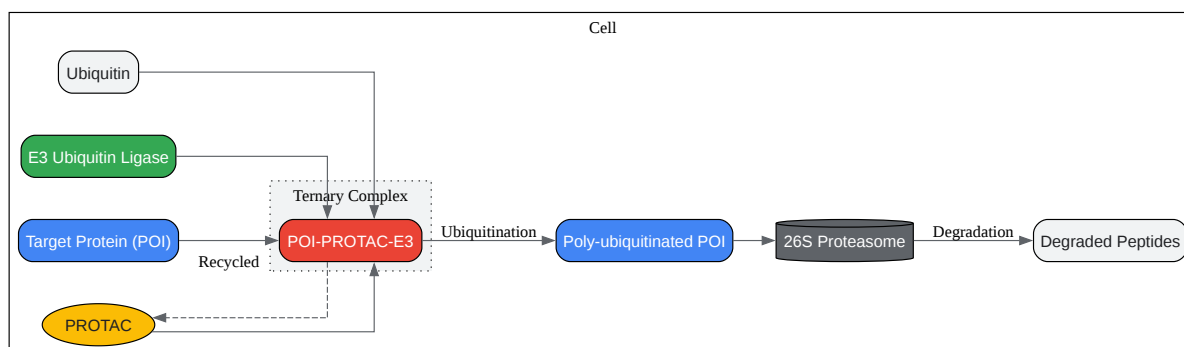 Cell
Ubiquitin
E3 Ubiquitin Ligase
Ternary Complex
Target Protein (POI)
POI-PROTAC-E3
Ubiquitination
Poly-ubiquitinated POI
26S Proteasome
Degradation
Degraded Peptides
Recycled
PROTAC